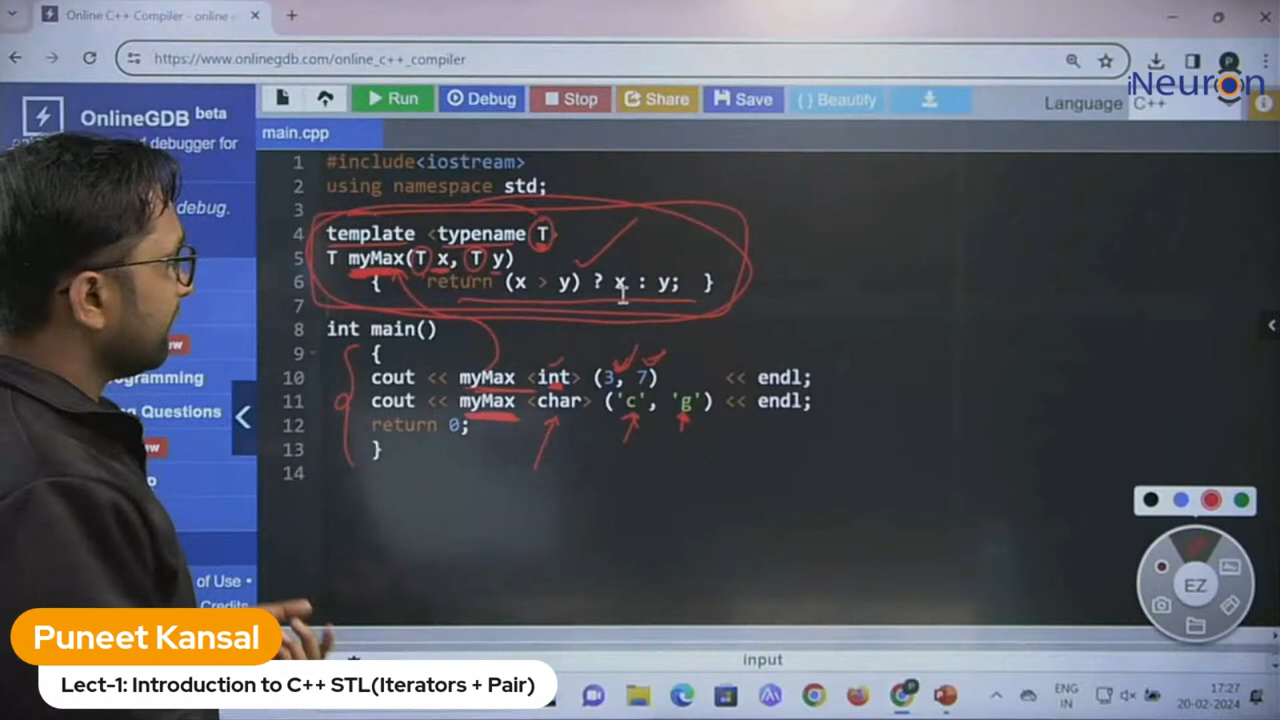 Online C++ Compiler - online
https://www.onlinegdb.com/online_c++_compiler
iNeuron
OnlineGDB beta
debugger for
debug.
Run
Debug
Stop
Share
Save
{ } Beautify
Language C++
main.cpp
1 #include<iostream>
2 using namespace std;
3
4 template <typename T
5 T myMax(T x, T y)
6 { return (x > y) ? x : y; }
7
8 int main()
9 {
10 cout << myMax <int> (3, 7) << endl;
11 cout << myMax <char> ('c', 'g') << endl;
12 return 0;
13 }
14
Questions
of Use •
Credits
EZ
input
Puneet Kansal
Lect-1: Introduction to C++ STL(Iterators + Pair)
ENG
IN
17:27
20-02-2024